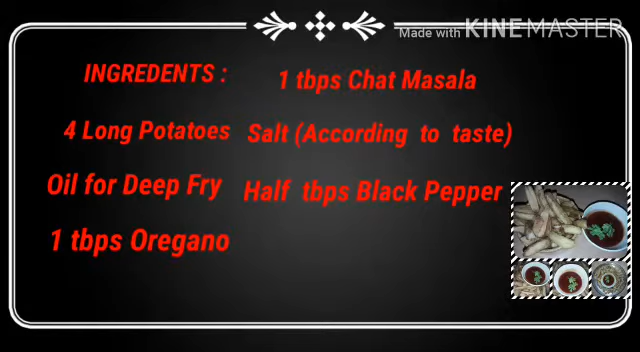 Made with KINEMASTER
INGREDENTS :
4 Long Potatoes
Oil for Deep Fry
1 tbps Oregano
1 tbps Chat Masala
Salt (According to taste)
Half tbps Black Pepper